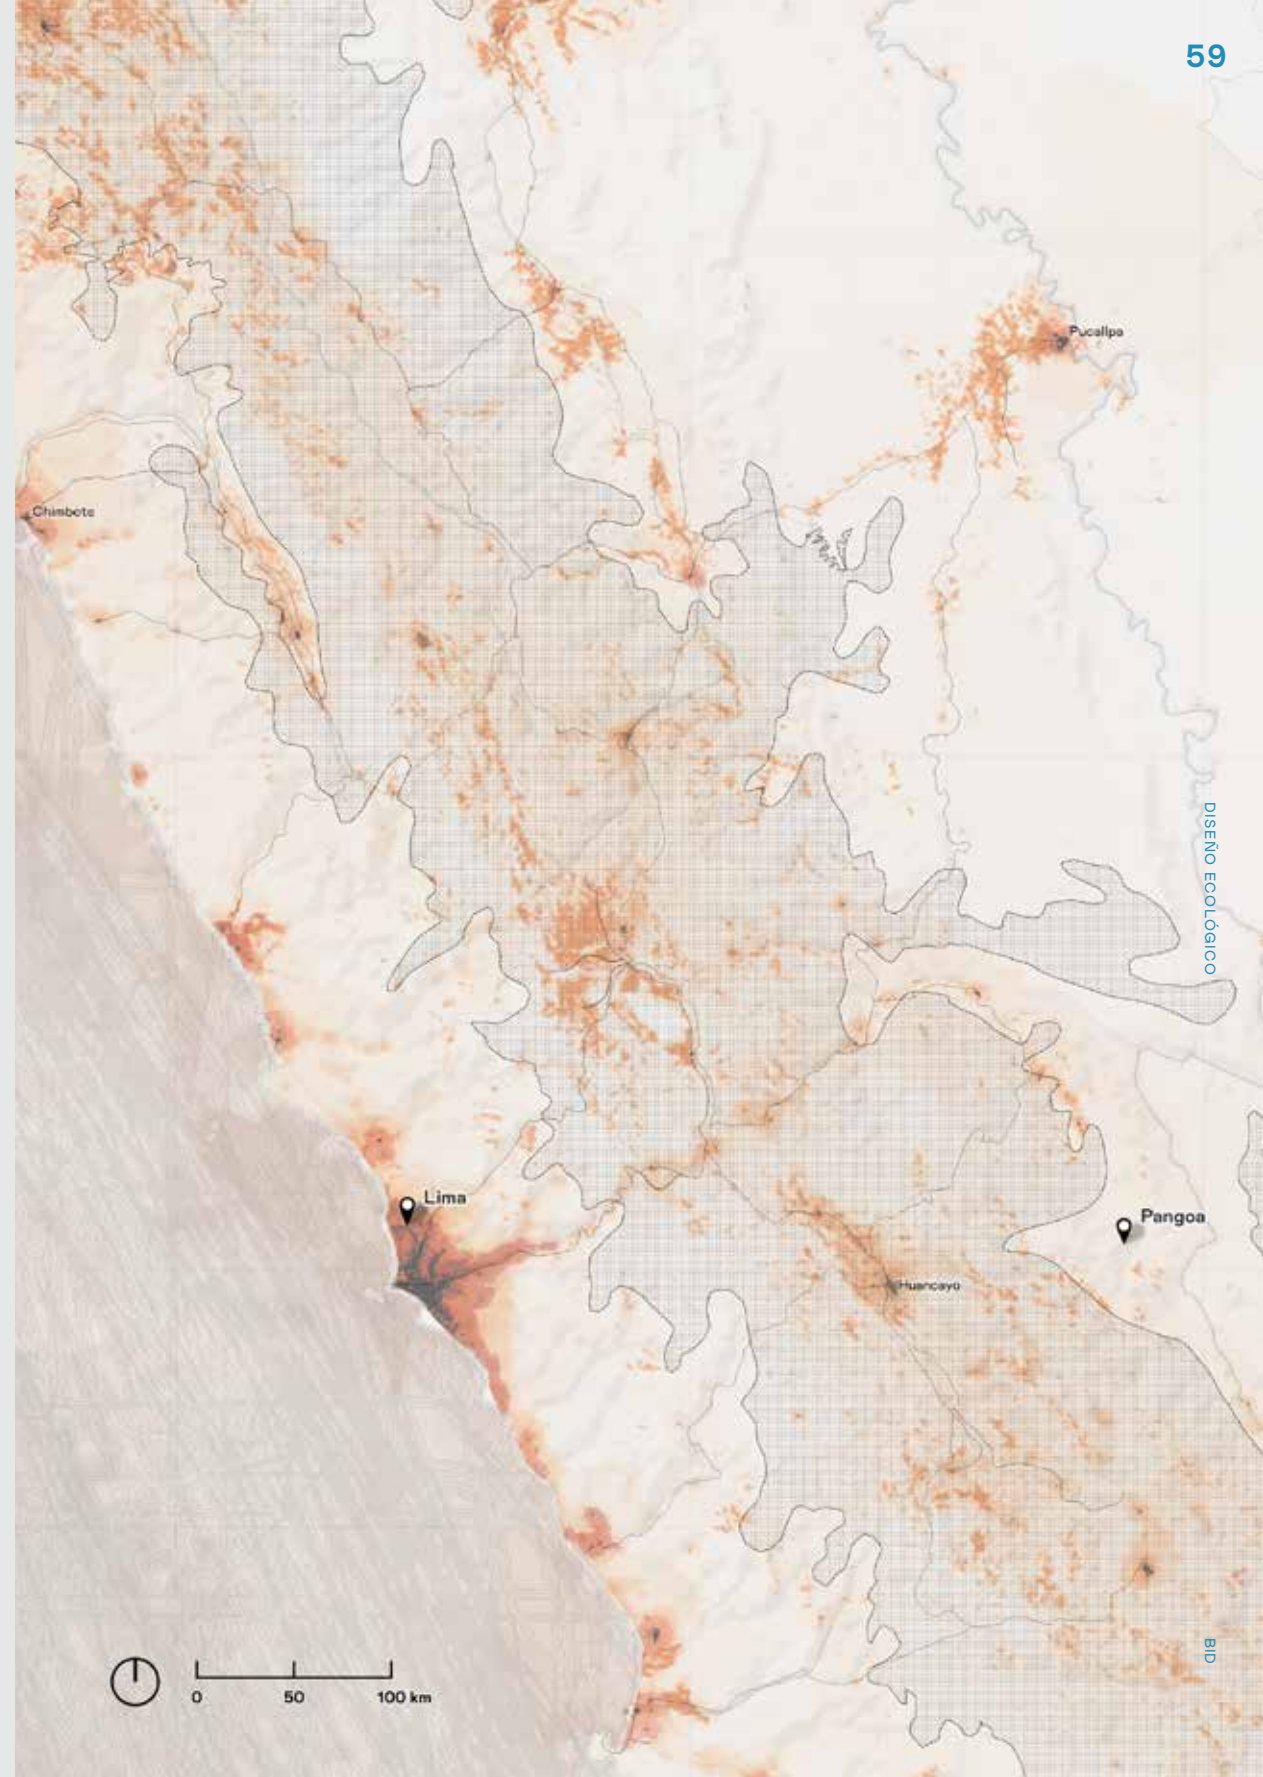 59
Pucallpa
Chimbote
DISEÑO ECOLÓGICO
Lima
Pangoa
Huancayo
BID
0 50 100 km